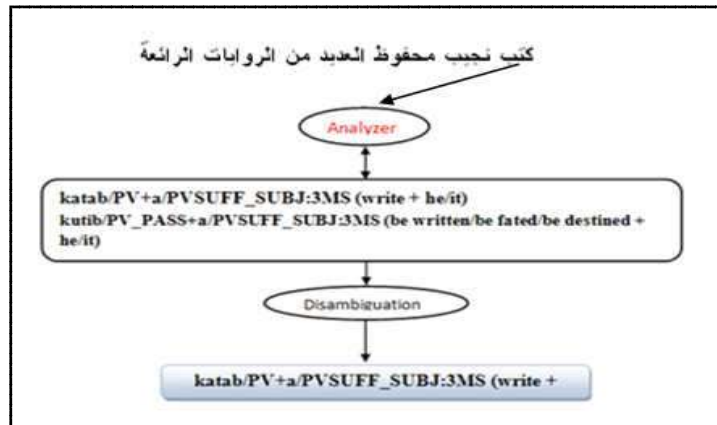 كتب نجيب محفوظ العديد من الروايات الرائعة
Analyzer
katab/PV+a/PVSUFF_SUBJ:3MS (write + he/it)
kutib/PV_PASS+a/PVSUFF_SUBJ:3MS (be written/be fated/be destined +
he/it)
Disambiguation
katab/PV+a/PVSUFF_SUBJ:3MS (write +